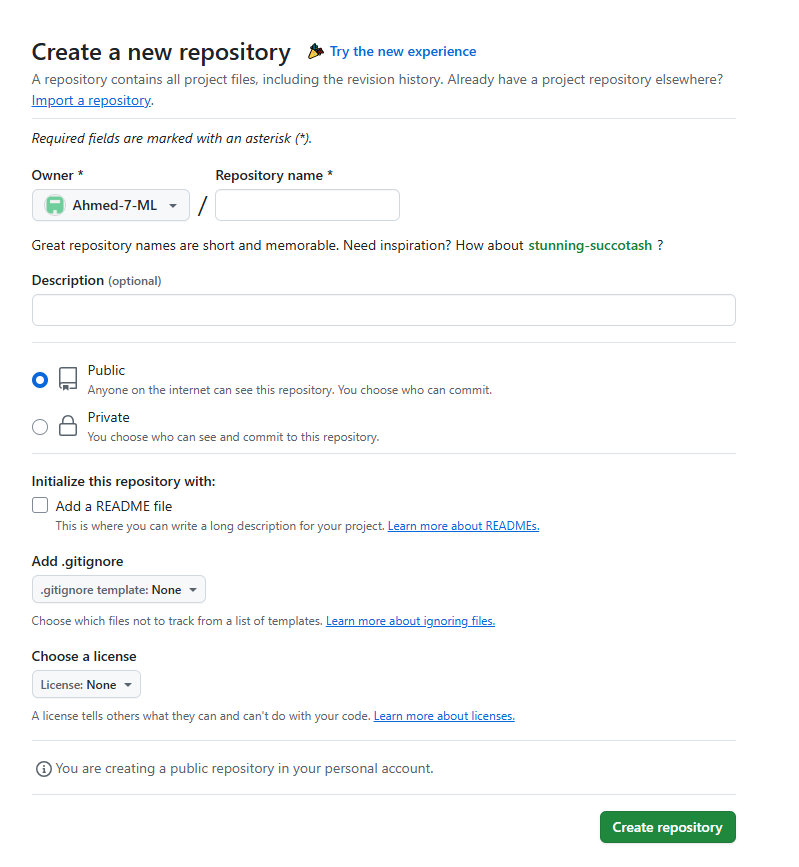 Create a new repository Try the new experience
A repository contains all project files, including the revision history. Already have a project repository elsewhere?
Import a repository.
Required fields are marked with an asterisk (*).
Owner * Repository name *
Ahmed-7-ML /
Great repository names are short and memorable. Need inspiration? How about stunning-succotash ?
Description (optional)
Public
Anyone on the internet can see this repository. You choose who can commit.
Private
You choose who can see and commit to this repository.
Initialize this repository with:
Add a README file
This is where you can write a long description for your project. Learn more about READMEs.
Add .gitignore
.gitignore template: None
Choose which files not to track from a list of templates. Learn more about ignoring files.
Choose a license
License: None
A license tells others what they can and can't do with your code. Learn more about licenses.
You are creating a public repository in your personal account.
Create repository